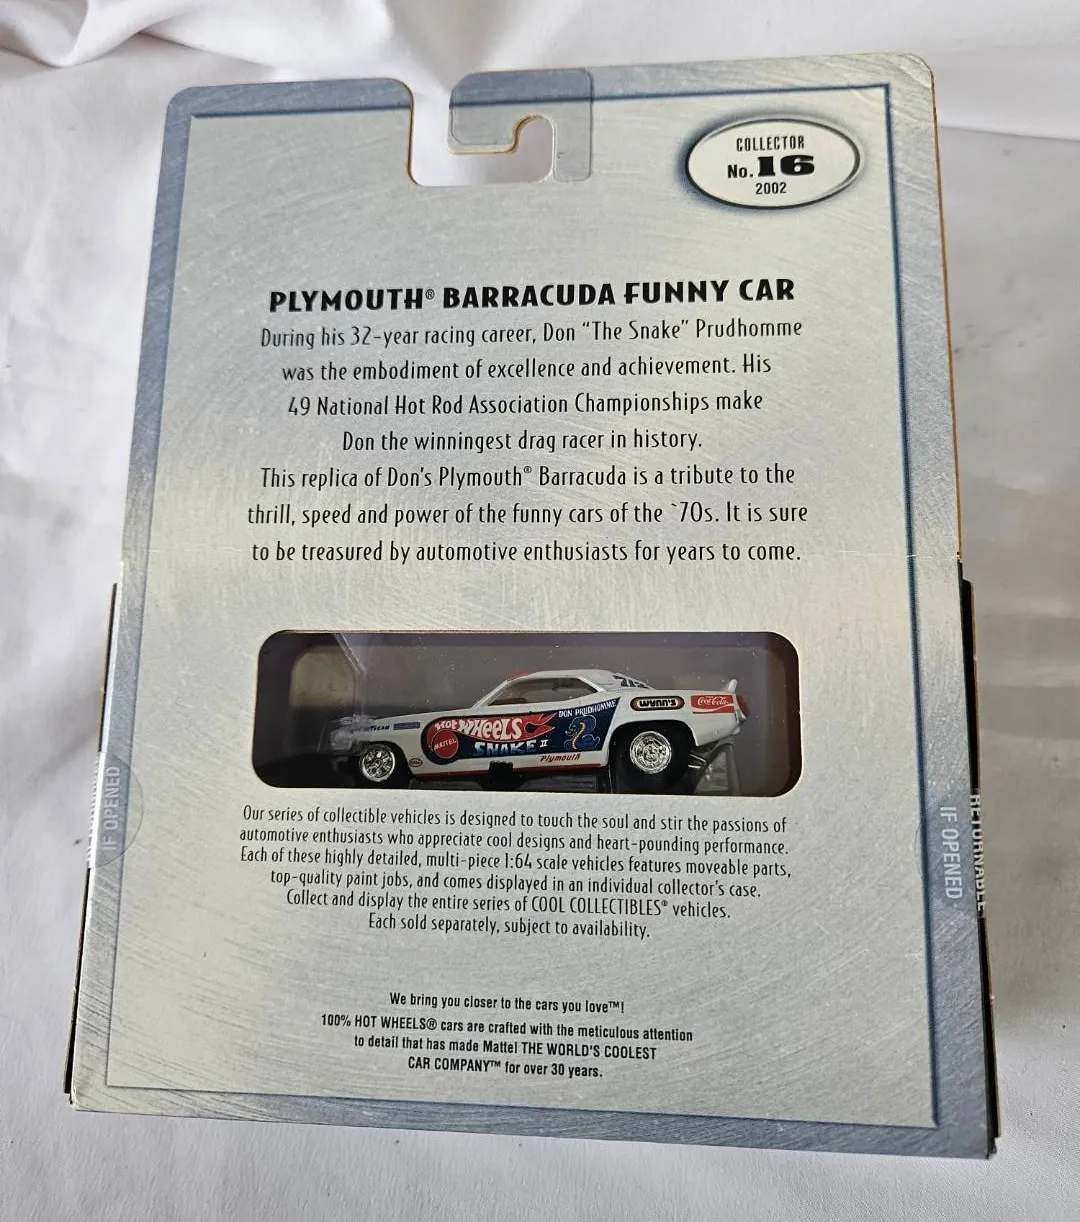 COLLECTOR
No. 16
2002
PLYMOUTH® BARRACUDA FUNNY CAR
During his 32-year racing career, Don "The Snake" Prudhomme
was the embodiment of excellence and achievement. His
49 National Hot Rod Association Championships make
Don the winningest drag racer in history.
This replica of Don's Plymouth® Barracuda is a tribute to the
thrill, speed and power of the funny cars of the `70s. It is sure
to be treasured by automotive enthusiasts for years to come.
DON PRUDHOMME
WYNN'S
Coca-Cola
HOT WHEELS
MATTEL
SNAKE II
Plymouth
Our series of collectible vehicles is designed to touch the soul and stir the passions of
automotive enthusiasts who appreciate cool designs and heart-pounding performance.
Each of these highly detailed, multi-piece 1:64 scale vehicles features moveable parts,
top-quality paint jobs, and comes displayed in an individual collector's case.
Collect and display the entire series of COOL COLLECTIBLES® vehicles.
Each sold separately, subject to availability.
We bring you closer to the cars you love™!
100% HOT WHEELS® cars are crafted with the meticulous attention
to detail that has made Mattel THE WORLD'S COOLEST
CAR COMPANY™ for over 30 years.
IF OPENED
IF OPENED
RETURNABLE